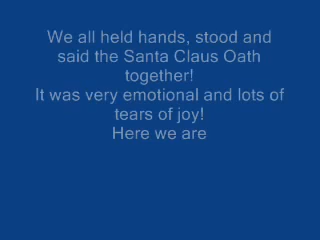 We all held hands, stood and
said the Santa Claus Oath
together!
It was very emotional and lots of
tears of joy!
Here we are